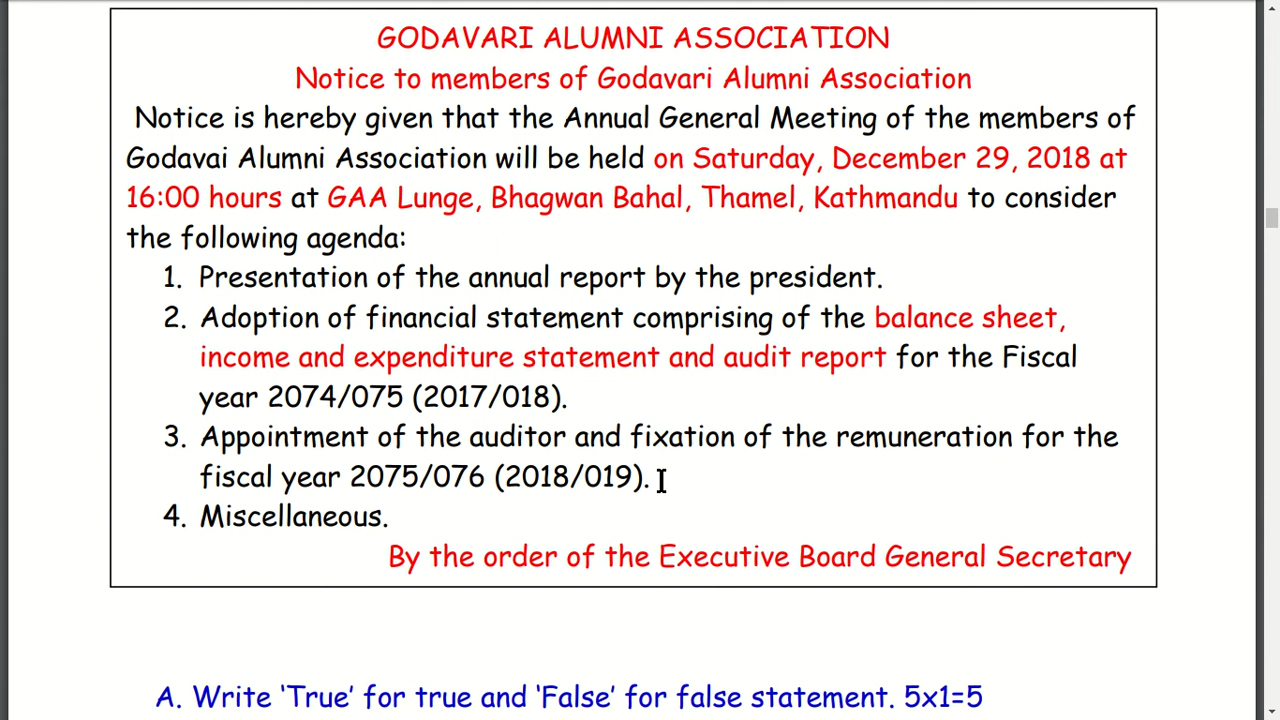 GODAVARI ALUMNI ASSOCIATION
Notice to members of Godavari Alumni Association
Notice is hereby given that the Annual General Meeting of the members of
Godavai Alumni Association will be held on Saturday, December 29, 2018 at
16:00 hours at GAA Lunge, Bhagwan Bahal, Thamel, Kathmandu to consider
the following agenda:
1. Presentation of the annual report by the president.
2. Adoption of financial statement comprising of the balance sheet,
income and expenditure statement and audit report for the Fiscal
year 2074/075 (2017/018).
3. Appointment of the auditor and fixation of the remuneration for the
fiscal year 2075/076 (2018/019).
4. Miscellaneous.
By the order of the Executive Board General Secretary
A. Write ‘True’ for true and ‘False’ for false statement. 5x1=5